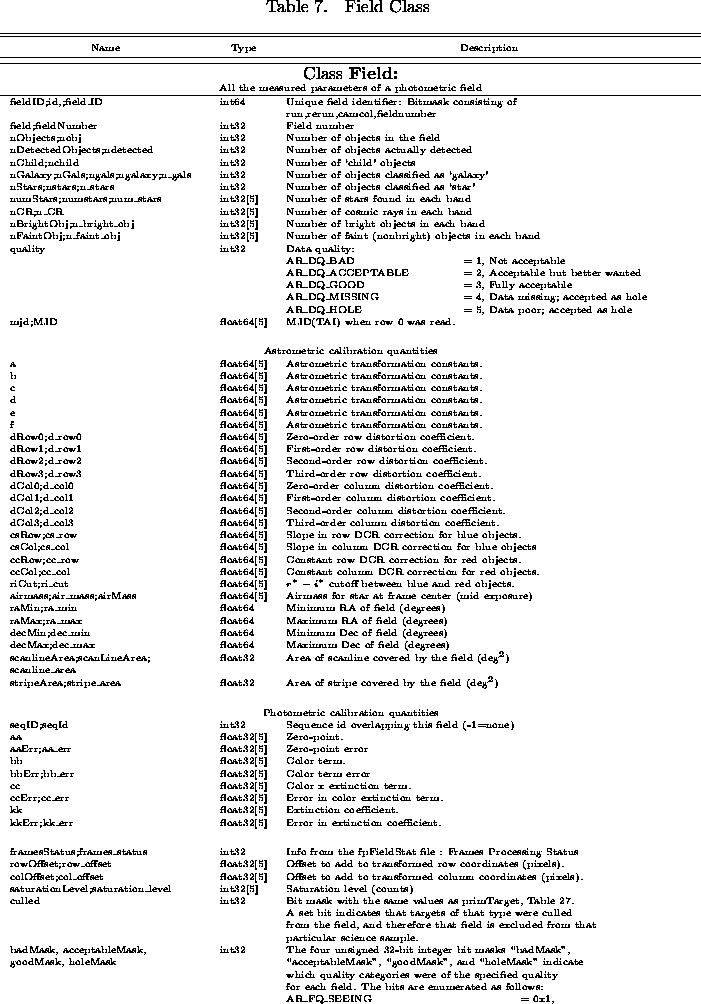 Table 7. Field Class
Name Type Description
Class Field:
All the measured parameters of a photometric field
fieldID;id,;field_ID int64 Unique field identifier: Bitmask consisting of
run,rerun,camcol,fieldnumber
field;fieldNumber int32 Field number
nObjects;nobj int32 Number of objects in the field
nDetectedObjects;ndetected int32 Number of objects actually detected
nChild;nchild int32 Number of 'child' objects
nGalaxy;nGals;ngals;ngalaxy;n_gals int32 Number of objects classified as 'galaxy'
nStars;nstars;n_stars int32 Number of objects classified as 'star'
numStars;numstars;num_stars int32[5] Number of stars found in each band
nCR;n_CR int32[5] Number of cosmic rays in each band
nBrightObj;n_bright_obj int32[5] Number of bright objects in each band
nFaintObj;n_faint_obj int32[5] Number of faint (nonbright) objects in each band
quality int32 Data quality:
AR_DQ_BAD = 1, Not acceptable
AR_DQ_ACCEPTABLE = 2, Acceptable but better wanted
AR_DQ_GOOD = 3, Fully acceptable
AR_DQ_MISSING = 4, Data missing; accepted as hole
AR_DQ_HOLE = 5, Data poor; accepted as hole
mjd;MJD float64[5] MJD(TAI) when row 0 was read.
Astrometric calibration quantities
a float64[5] Astrometric transformation constants.
b float64[5] Astrometric transformation constants.
c float64[5] Astrometric transformation constants.
d float64[5] Astrometric transformation constants.
e float64[5] Astrometric transformation constants.
f float64[5] Astrometric transformation constants.
dRow0;d_row0 float64[5] Zero-order row distortion coefficient.
dRow1;d_row1 float64[5] First-order row distortion coefficient.
dRow2;d_row2 float64[5] Second-order row distortion coefficient.
dRow3;d_row3 float64[5] Third-order row distortion coefficient.
dCol0;d_col0 float64[5] Zero-order column distortion coefficient.
dCol1;d_col1 float64[5] First-order column distortion coefficient.
dCol2;d_col2 float64[5] Second-order column distortion coefficient.
dCol3;d_col3 float64[5] Third-order column distortion coefficient.
csRow;cs_row float64[5] Slope in row DCR correction for blue objects.
csCol;cs_col float64[5] Slope in column DCR correction for blue objects
ccRow;cc_row float64[5] Constant row DCR correction for red objects.
ccCol;cc_col float64[5] Constant column DCR correction for red objects.
riCut;ri_cut float64[5] r* − i* cutoff between blue and red objects.
airmass;air_mass;airMass float64[5] Airmass for star at frame center (mid exposure)
raMin;ra_min float64 Minimum RA of field (degrees)
raMax;ra_max float64 Maximum RA of field (degrees)
decMin;dec_min float64 Minimum Dec of field (degrees)
decMax;dec_max float64 Maximum Dec of field (degrees)
scanlineArea;scanLineArea; float32 Area of scanline covered by the field (deg²)
scanline_area
stripeArea;stripe_area float32 Area of stripe covered by the field (deg²)
Photometric calibration quantities
seqID;seqId int32 Sequence id overlapping this field (-1=none)
aa float32[5] Zero-point.
aaErr;aa_err float32[5] Zero-point error
bb float32[5] Color term.
bbErr;bb_err float32[5] Color term error
cc float32[5] Color x extinction term.
ccErr;cc_err float32[5] Error in color extinction term.
kk float32[5] Extinction coefficient.
kkErr;kk_err float32[5] Error in extinction coefficient.
framesStatus;frames_status int32 Info from the fpFieldStat file : Frames Processing Status
rowOffset;row_offset float32[5] Offset to add to transformed row coordinates (pixels).
colOffset;col_offset float32[5] Offset to add to transformed column coordinates (pixels).
saturationLevel;saturation_level int32[5] Saturation level (counts)
culled int32 Bit mask with the same values as primTarget, Table 27.
A set bit indicates that targets of that type were culled
from the field, and therefore that field is excluded from that
particular science sample.
badMask, acceptableMask, int32 The four unsigned 32-bit integer bit masks "badMask",
goodMask, holeMask "acceptableMask", "goodMask", and "holeMask" indicate
which quality categories were of the specified quality
for each field. The bits are enumerated as follows:
AR_FQ_SEEING = 0x1,